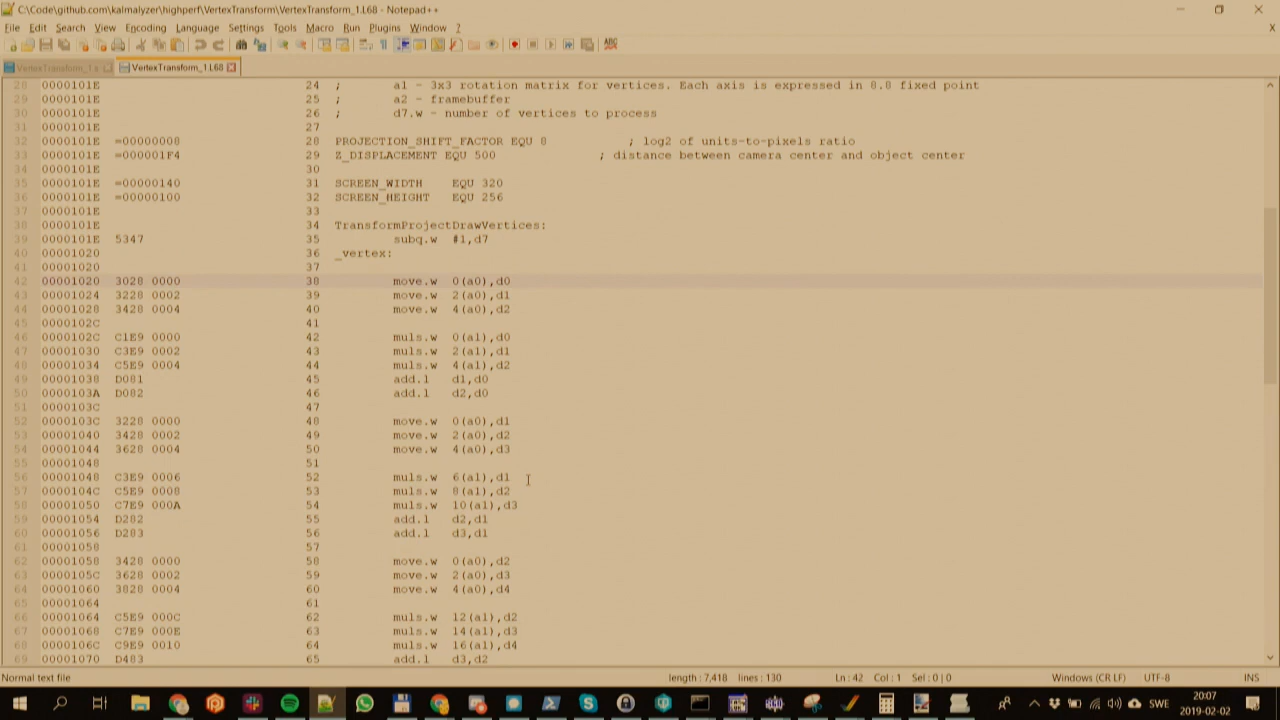 C:\Code\github.com\kalmalyzer\highperf\VertexTransform\VertexTransform_1.L68 - Notepad++
File Edit Search View Encoding Language Settings Tools Macro Run Plugins Window ?
VertexTransform_1.s VertexTransform_1.L68
28 0000101E 24 ; a1 - 3x3 rotation matrix for vertices. Each axis is expressed in 8.8 fixed point
29 0000101E 25 ; a2 - framebuffer
30 0000101E 26 ; d7.w - number of vertices to process
31 0000101E 27
32 0000101E =00000008 28 PROJECTION_SHIFT_FACTOR EQU 8 ; log2 of units-to-pixels ratio
33 0000101E =000001F4 29 Z_DISPLACEMENT EQU 500 ; distance between camera center and object center
34 0000101E 30
35 0000101E =00000140 31 SCREEN_WIDTH EQU 320
36 0000101E =00000100 32 SCREEN_HEIGHT EQU 256
37 0000101E 33
38 0000101E 34 TransformProjectDrawVertices:
39 0000101E 5347 35 subq.w #1,d7
40 00001020 36 _vertex:
41 00001020 37
42 00001020 3028 0000 38 move.w 0(a0),d0
43 00001024 3228 0002 39 move.w 2(a0),d1
44 00001028 3428 0004 40 move.w 4(a0),d2
45 0000102C 41
46 0000102C C1E9 0000 42 muls.w 0(a1),d0
47 00001030 C3E9 0002 43 muls.w 2(a1),d1
48 00001034 C5E9 0004 44 muls.w 4(a1),d2
49 00001038 D081 45 add.l d1,d0
50 0000103A D082 46 add.l d2,d0
51 0000103C 47
52 0000103C 3228 0000 48 move.w 0(a0),d1
53 00001040 3428 0002 49 move.w 2(a0),d2
54 00001044 3628 0004 50 move.w 4(a0),d3
55 00001048 51
56 00001048 C3E9 0006 52 muls.w 6(a1),d1
57 0000104C C5E9 0008 53 muls.w 8(a1),d2
58 00001050 C7E9 000A 54 muls.w 10(a1),d3
59 00001054 D282 55 add.l d2,d1
60 00001056 D283 56 add.l d3,d1
61 00001058 57
62 00001058 3428 0000 58 move.w 0(a0),d2
63 0000105C 3628 0002 59 move.w 2(a0),d3
64 00001060 3828 0004 60 move.w 4(a0),d4
65 00001064 61
66 00001064 C5E9 000C 62 muls.w 12(a1),d2
67 00001068 C7E9 000E 63 muls.w 14(a1),d3
68 0000106C C9E9 0010 64 muls.w 16(a1),d4
69 00001070 D483 65 add.l d3,d2
Normal text file length : 7,418 lines : 130 Ln : 42 Col : 1 Sel : 0 | 0 Windows (CR LF) UTF-8 INS
SWE 20:07
2019-02-02